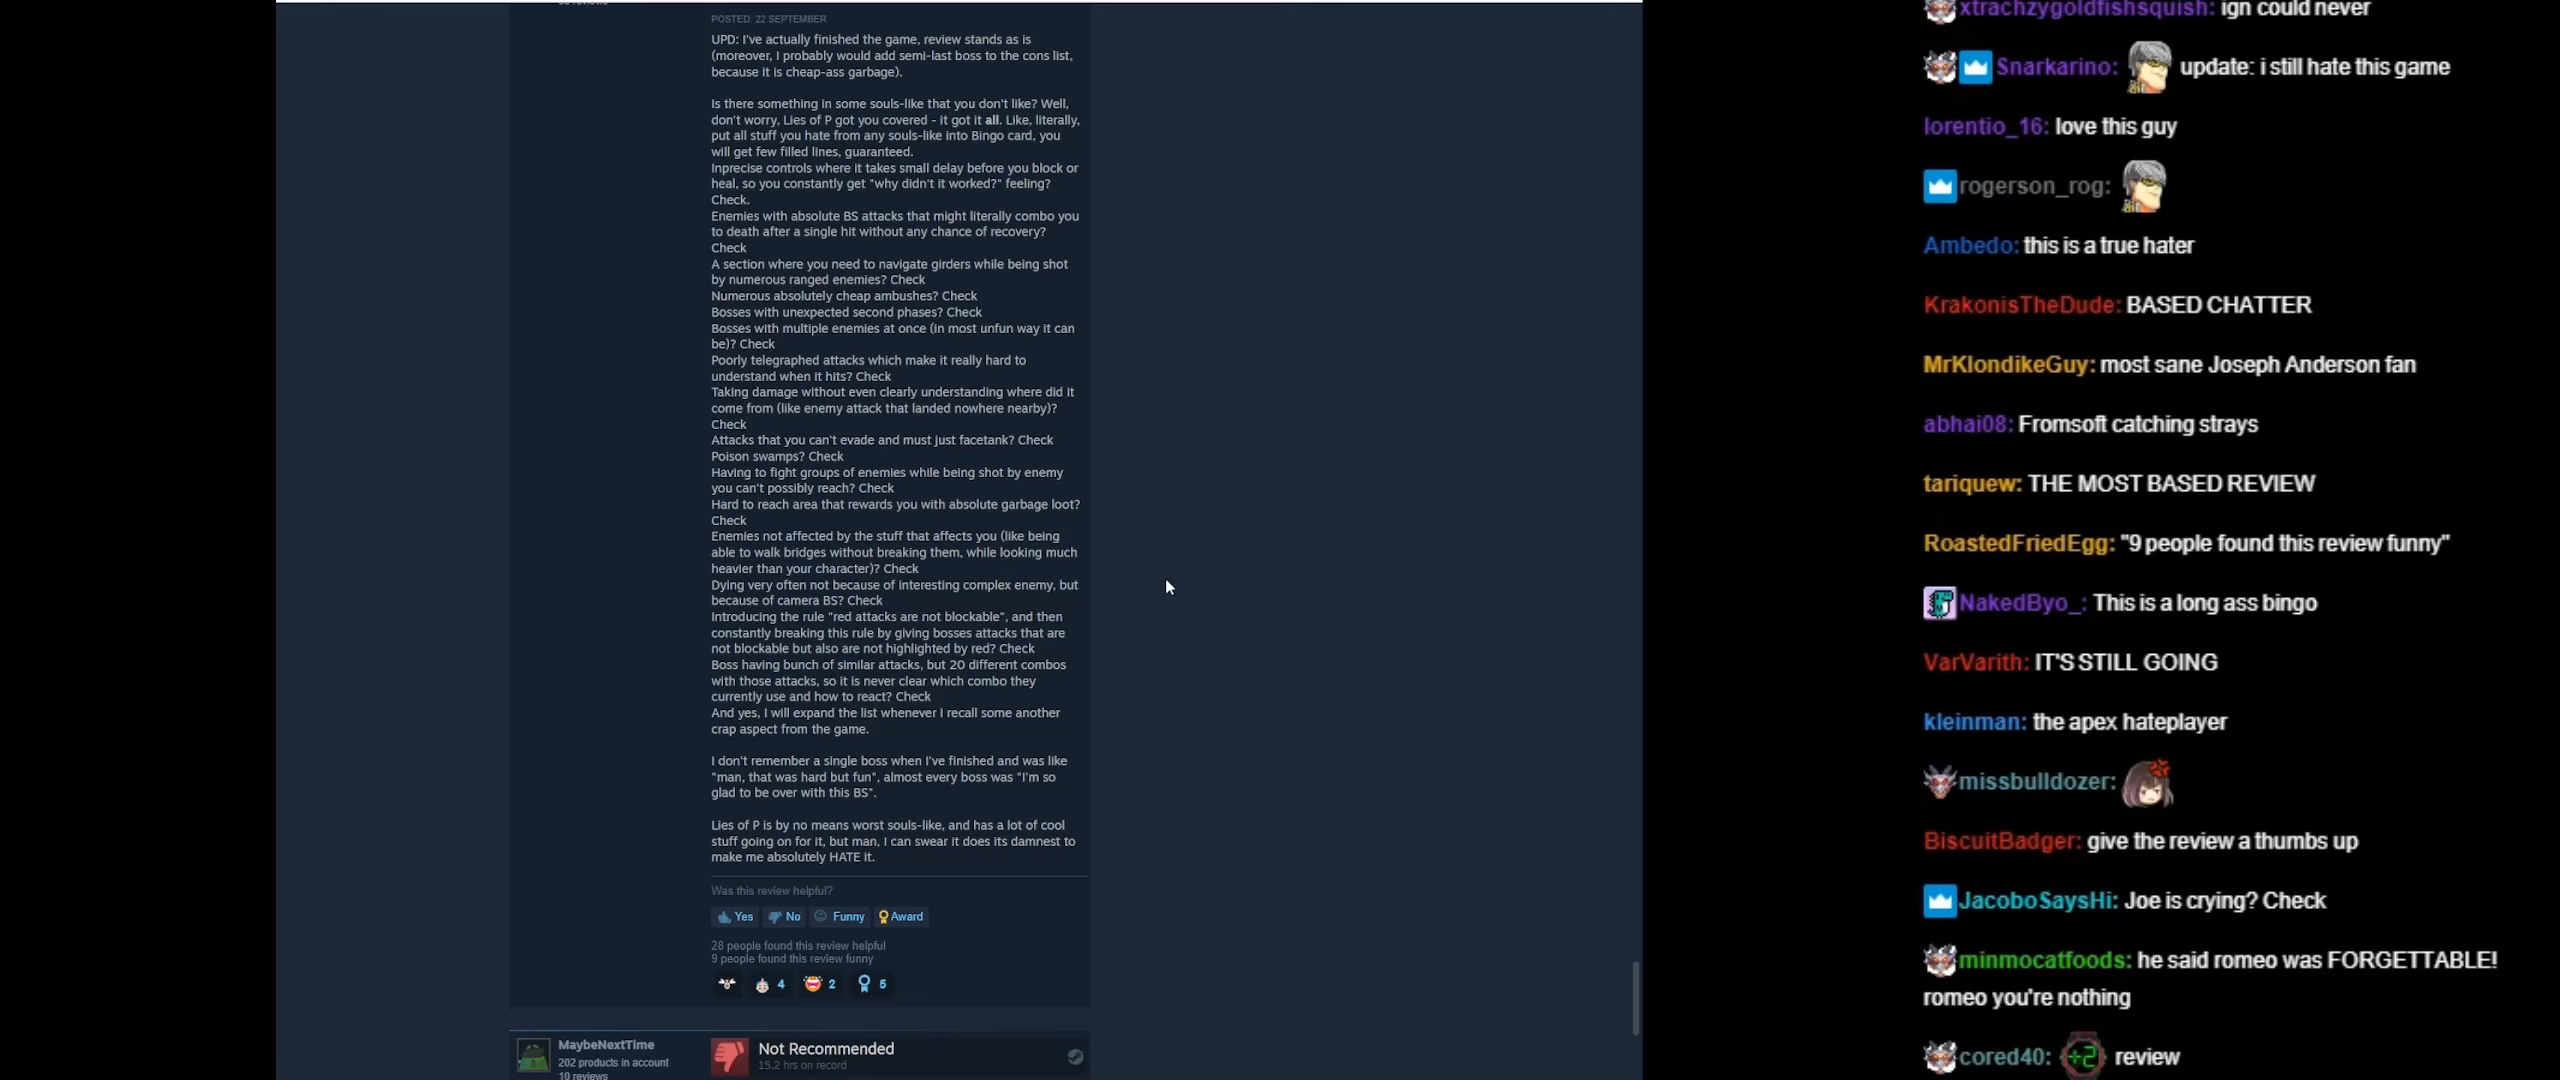 POSTED: 22 SEPTEMBER
UPD: I've actually finished the game, review stands as is
(moreover, I probably would add semi-last boss to the cons list,
because it is cheap-ass garbage).
Is there something in some souls-like that you don't like? Well,
don't worry, Lies of P got you covered - it got it all. Like, literally,
put all stuff you hate from any souls-like into Bingo card, you
will get few filled lines, guaranteed.
Inprecise controls where it takes small delay before you block or
heal, so you constantly get "why didn't it worked?" feeling?
Check.
Enemies with absolute BS attacks that might literally combo you
to death after a single hit without any chance of recovery?
Check
A section where you need to navigate girders while being shot
by numerous ranged enemies? Check
Numerous absolutely cheap ambushes? Check
Bosses with unexpected second phases? Check
Bosses with multiple enemies at once (in most unfun way it can
be)? Check
Poorly telegraphed attacks which make it really hard to
understand when it hits? Check
Taking damage without even clearly understanding where did it
come from (like enemy attack that landed nowhere nearby)?
Check
Attacks that you can't evade and must just facetank? Check
Poison swamps? Check
Having to fight groups of enemies while being shot by enemy
you can't possibly reach? Check
Hard to reach area that rewards you with absolute garbage loot?
Check
Enemies not affected by the stuff that affects you (like being
able to walk bridges without breaking them, while looking much
heavier than your character)? Check
Dying very often not because of interesting complex enemy, but
because of camera BS? Check
Introducing the rule "red attacks are not blockable", and then
constantly breaking this rule by giving bosses attacks that are
not blockable but also are not highlighted by red? Check
Boss having bunch of similar attacks, but 20 different combos
with those attacks, so it is never clear which combo they
currently use and how to react? Check
And yes, I will expand the list whenever I recall some another
crap aspect from the game.
I don't remember a single boss when I've finished and was like
"man, that was hard but fun", almost every boss was "I'm so
glad to be over with this BS".
Lies of P is by no means worst souls-like, and has a lot of cool
stuff going on for it, but man, I can swear it does its damnest to
make me absolutely HATE it.
Was this review helpful?
Yes No Funny Award
28 people found this review helpful
9 people found this review funny
4 2 5
MaybeNextTime
202 products in account
10 reviews
Not Recommended
15.2 hrs on record
xtrachzygoldfishsquish: ign could never
Snarkarino: update: i still hate this game
lorentio_16: love this guy
rogerson_rog:
Ambedo: this is a true hater
KrakonisTheDude: BASED CHATTER
MrKlondikeGuy: most sane Joseph Anderson fan
abhai08: Fromsoft catching strays
tariquew: THE MOST BASED REVIEW
RoastedFriedEgg: "9 people found this review funny"
NakedByo_: This is a long ass bingo
VarVarith: IT'S STILL GOING
kleinman: the apex hateplayer
missbulldozer:
BiscuitBadger: give the review a thumbs up
JacoboSaysHi: Joe is crying? Check
minmocatfoods: he said romeo was FORGETTABLE!
romeo you're nothing
cored40: +2 review